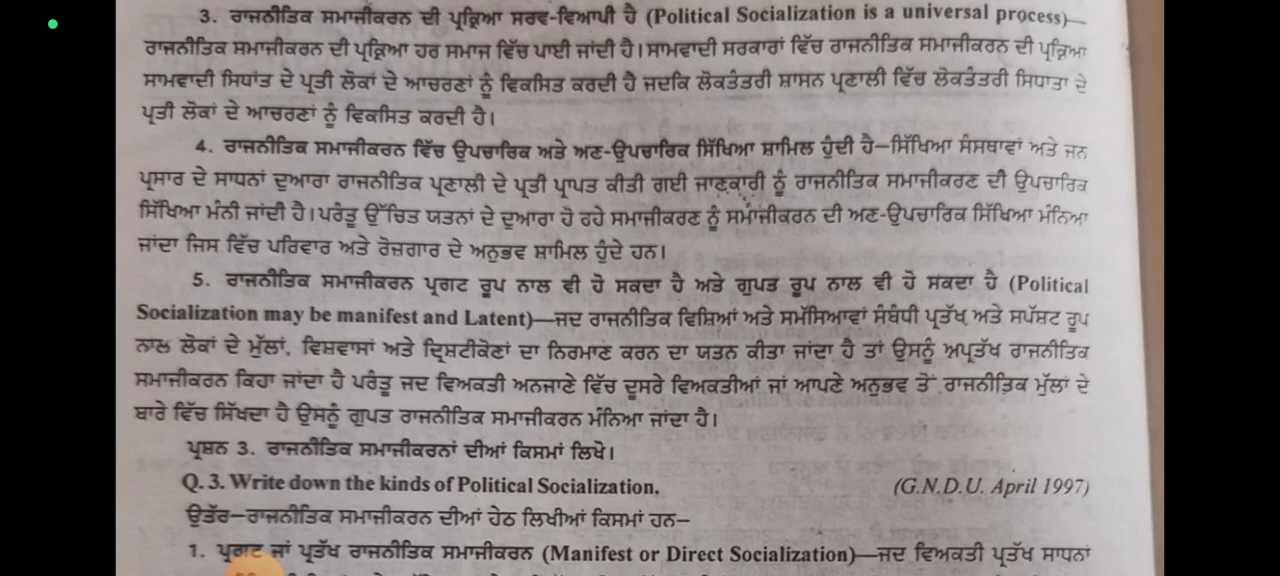 3. ਰਾਜਨੀਤਿਕ ਸਮਾਜੀਕਰਨ ਦੀ ਪ੍ਰਕ੍ਰਿਆ ਸਰਵ-ਵਿਆਪੀ ਹੈ (Political Socialization is a universal process)—
ਰਾਜਨੀਤਿਕ ਸਮਾਜੀਕਰਨ ਦੀ ਪ੍ਰਕ੍ਰਿਆ ਹਰ ਸਮਾਜ ਵਿੱਚ ਪਾਈ ਜਾਂਦੀ ਹੈ। ਸਾਮਵਾਦੀ ਸਰਕਾਰਾਂ ਵਿੱਚ ਰਾਜਨੀਤਿਕ ਸਮਾਜੀਕਰਨ ਦੀ ਪ੍ਰਕ੍ਰਿਆ
ਸਾਮਵਾਦੀ ਸਿਧਾਂਤ ਦੇ ਪ੍ਰਤੀ ਲੋਕਾਂ ਦੇ ਆਚਰਣਾਂ ਨੂੰ ਵਿਕਸਿਤ ਕਰਦੀ ਹੈ ਜਦਕਿ ਲੋਕਤੰਤਰੀ ਸ਼ਾਸਨ ਪ੍ਰਣਾਲੀ ਵਿੱਚ ਲੋਕਤੰਤਰੀ ਸਿਧਾਤਾਂ ਦੇ
ਪ੍ਰਤੀ ਲੋਕਾਂ ਦੇ ਆਚਰਣਾਂ ਨੂੰ ਵਿਕਸਿਤ ਕਰਦੀ ਹੈ।
4. ਰਾਜਨੀਤਿਕ ਸਮਾਜੀਕਰਨ ਵਿੱਚ ਉਪਚਾਰਿਕ ਅਤੇ ਅਣ-ਉਪਚਾਰਿਕ ਸਿੱਖਿਆ ਸ਼ਾਮਿਲ ਹੁੰਦੀ ਹੈ—ਸਿੱਖਿਆ ਸੰਸਥਾਵਾਂ ਅਤੇ ਜਨ
ਪ੍ਰਸਾਰ ਦੇ ਸਾਧਨਾਂ ਦੁਆਰਾ ਰਾਜਨੀਤਿਕ ਪ੍ਰਣਾਲੀ ਦੇ ਪ੍ਰਤੀ ਪ੍ਰਾਪਤ ਕੀਤੀ ਗਈ ਜਾਣਕਾਰੀ ਨੂੰ ਰਾਜਨੀਤਿਕ ਸਮਾਜੀਕਰਣ ਦੀ ਉਪਚਾਰਿਕ
ਸਿੱਖਿਆ ਮੰਨੀ ਜਾਂਦੀ ਹੈ। ਪਰੰਤੂ ਉੱਚਿਤ ਯਤਨਾਂ ਦੇ ਦੁਆਰਾ ਹੋ ਰਹੇ ਸਮਾਜੀਕਰਣ ਨੂੰ ਸਮਾਜੀਕਰਨ ਦੀ ਅਣ-ਉਪਚਾਰਿਕ ਸਿੱਖਿਆ ਮੰਨਿਆ
ਜਾਂਦਾ ਜਿਸ ਵਿੱਚ ਪਰਿਵਾਰ ਅਤੇ ਰੋਜ਼ਗਾਰ ਦੇ ਅਨੁਭਵ ਸ਼ਾਮਿਲ ਹੁੰਦੇ ਹਨ।
5. ਰਾਜਨੀਤਿਕ ਸਮਾਜੀਕਰਨ ਪ੍ਰਗਟ ਰੂਪ ਨਾਲ ਵੀ ਹੋ ਸਕਦਾ ਹੈ ਅਤੇ ਗੁਪਤ ਰੂਪ ਨਾਲ ਵੀ ਹੋ ਸਕਦਾ ਹੈ (Political
Socialization may be manifest and Latent)—ਜਦ ਰਾਜਨੀਤਿਕ ਵਿਸ਼ਿਆਂ ਅਤੇ ਸਮੱਸਿਆਵਾਂ ਸੰਬੰਧੀ ਪ੍ਰਤੱਖ ਅਤੇ ਸਪੱਸ਼ਟ ਰੂਪ
ਨਾਲ ਲੋਕਾਂ ਦੇ ਮੁੱਲਾਂ, ਵਿਸ਼ਵਾਸਾਂ ਅਤੇ ਦ੍ਰਿਸ਼ਟੀਕੋਣਾਂ ਦਾ ਨਿਰਮਾਣ ਕਰਨ ਦਾ ਯਤਨ ਕੀਤਾ ਜਾਂਦਾ ਹੈ ਤਾਂ ਉਸਨੂੰ ਅਪ੍ਰਤੱਖ ਰਾਜਨੀਤਿਕ
ਸਮਾਜੀਕਰਨ ਕਿਹਾ ਜਾਂਦਾ ਹੈ ਪਰੰਤੂ ਜਦ ਵਿਅਕਤੀ ਅਨਜਾਣੇ ਵਿੱਚ ਦੂਸਰੇ ਵਿਅਕਤੀਆਂ ਜਾਂ ਆਪਣੇ ਅਨੁਭਵ ਤੋਂ ਰਾਜਨੀਤਿਕ ਮੁੱਲਾਂ ਦੇ
ਬਾਰੇ ਵਿੱਚ ਸਿੱਖਦਾ ਹੈ ਉਸਨੂੰ ਗੁਪਤ ਰਾਜਨੀਤਿਕ ਸਮਾਜੀਕਰਨ ਮੰਨਿਆ ਜਾਂਦਾ ਹੈ।
ਪ੍ਰਸ਼ਨ 3. ਰਾਜਨੀਤਿਕ ਸਮਾਜੀਕਰਨਾਂ ਦੀਆਂ ਕਿਸਮਾਂ ਲਿਖੋ।
Q. 3. Write down the kinds of Political Socialization. (G.N.D.U. April 1997)
ਉਤੱਰ—ਰਾਜਨੀਤਿਕ ਸਮਾਜੀਕਰਨ ਦੀਆਂ ਹੇਠ ਲਿਖੀਆਂ ਕਿਸਮਾਂ ਹਨ—
1. ਪ੍ਰਗਟ ਜਾਂ ਪ੍ਰਤੱਖ ਰਾਜਨੀਤਿਕ ਸਮਾਜੀਕਰਨ (Manifest or Direct Socialization)—ਜਦ ਵਿਅਕਤੀ ਪ੍ਰਤੱਖ ਸਾਧਨਾਂ